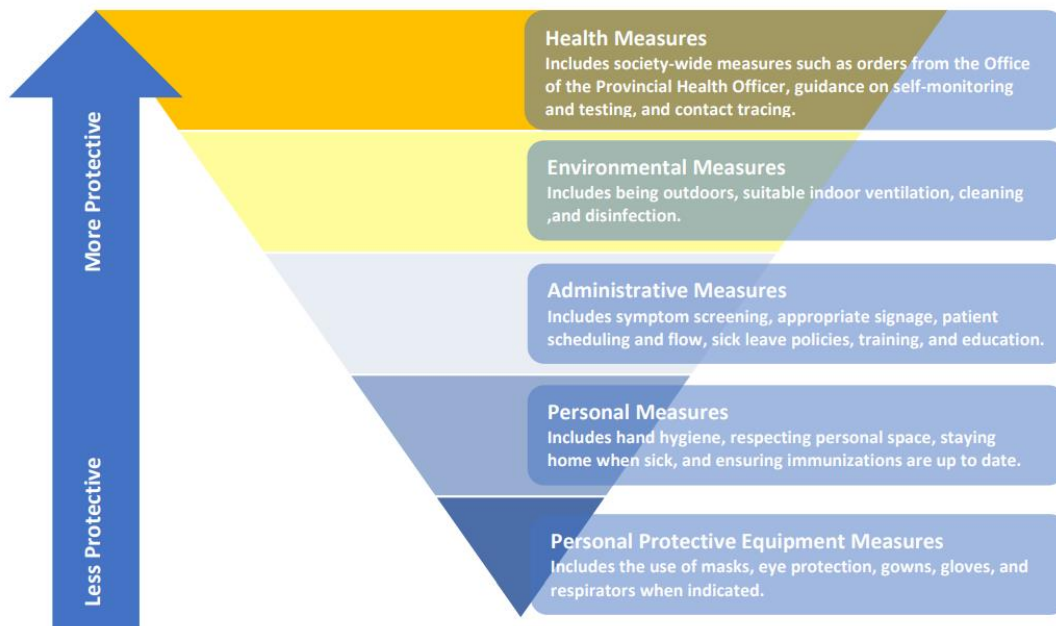 More Protective
Less Protective
Health Measures
Includes society-wide measures such as orders from the Office
of the Provincial Health Officer, guidance on self-monitoring
and testing, and contact tracing.
Environmental Measures
Includes being outdoors, suitable indoor ventilation, cleaning
,and disinfection.
Administrative Measures
Includes symptom screening, appropriate signage, patient
scheduling and flow, sick leave policies, training, and education.
Personal Measures
Includes hand hygiene, respecting personal space, staying
home when sick, and ensuring immunizations are up to date.
Personal Protective Equipment Measures
Includes the use of masks, eye protection, gowns, gloves, and
respirators when indicated.